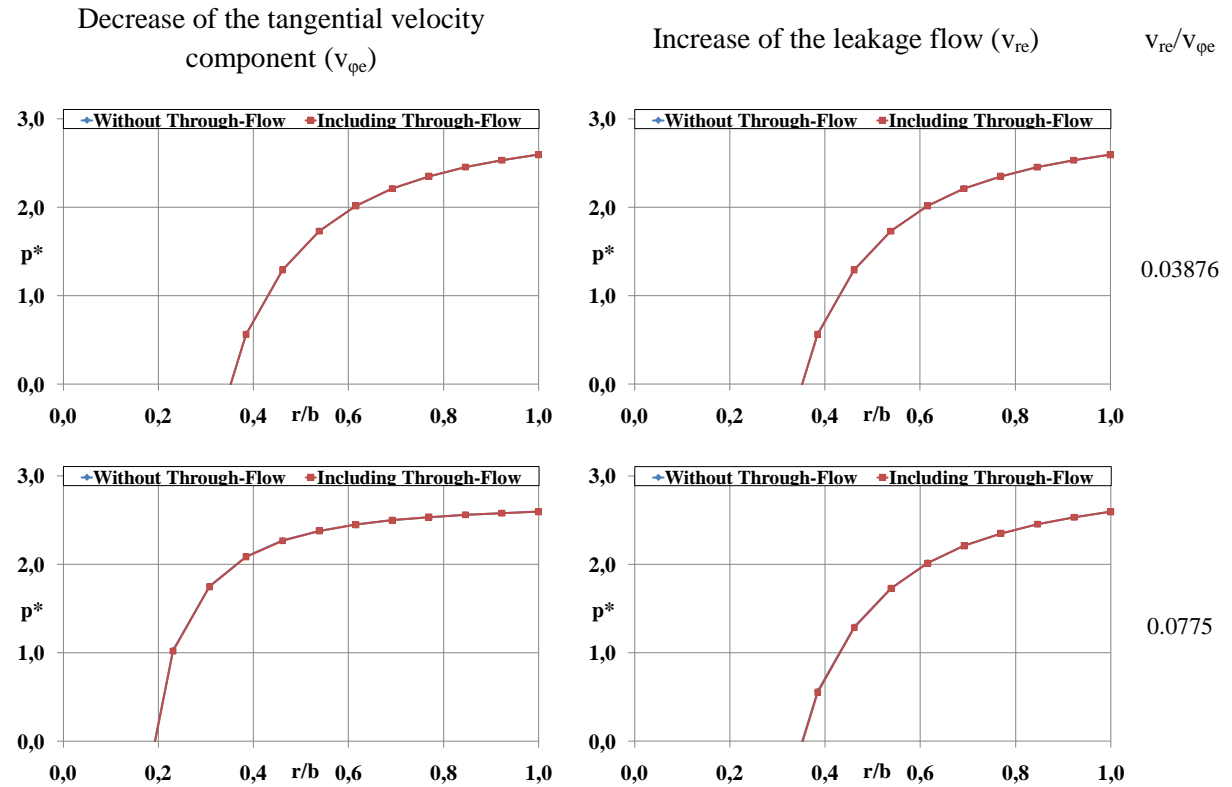 Decrease of the tangential velocity
component (vφe)
Increase of the leakage flow (vre)
vre/vφe
3,0
Without Through-Flow Including Through-Flow
2,0
p*
1,0
0,0
0,0 0,2 0,4 r/b 0,6 0,8 1,0
3,0
Without Through-Flow Including Through-Flow
2,0
p*
1,0
0,0
0,0 0,2 0,4 r/b 0,6 0,8 1,0
0.03876
3,0
Without Through-Flow Including Through-Flow
2,0
p*
1,0
0,0
0,0 0,2 0,4 r/b 0,6 0,8 1,0
3,0
Without Through-Flow Including Through-Flow
2,0
p*
1,0
0,0
0,0 0,2 0,4 r/b 0,6 0,8 1,0
0.0775